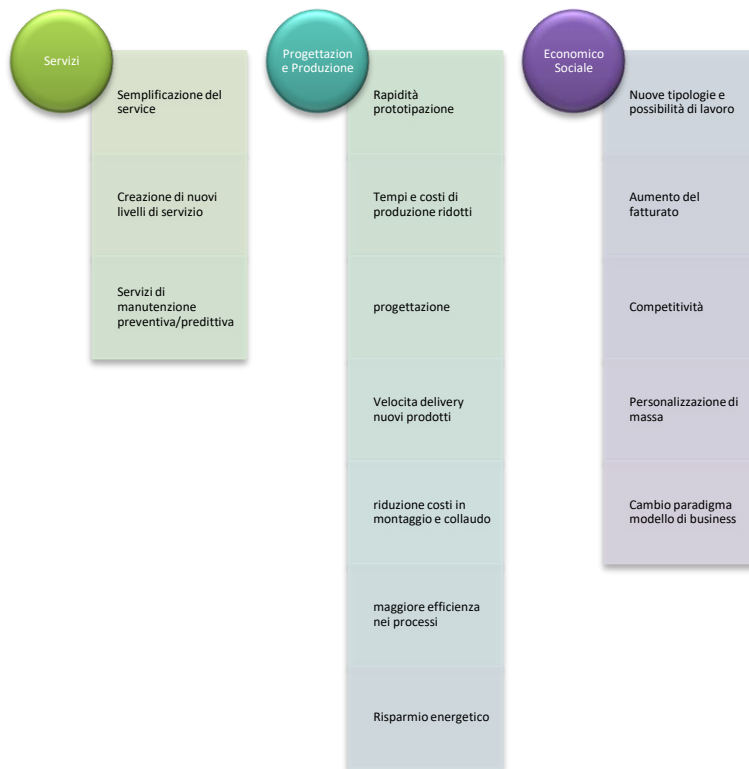 Servizi
Semplificazione del
service
Creazione di nuovi
livelli di servizio
Servizi di
manutenzione
preventiva/predittiva
Progettazion
e Produzione
Rapidità
prototipazione
Tempi e costi di
produzione ridotti
progettazione
Velocita delivery
nuovi prodotti
riduzione costi in
montaggio e collaudo
maggiore efficienza
nei processi
Risparmio energetico
Economico
Sociale
Nuove tipologie e
possibilità di lavoro
Aumento del
fatturato
Competitività
Personalizzazione di
massa
Cambio paradigma
modello di business